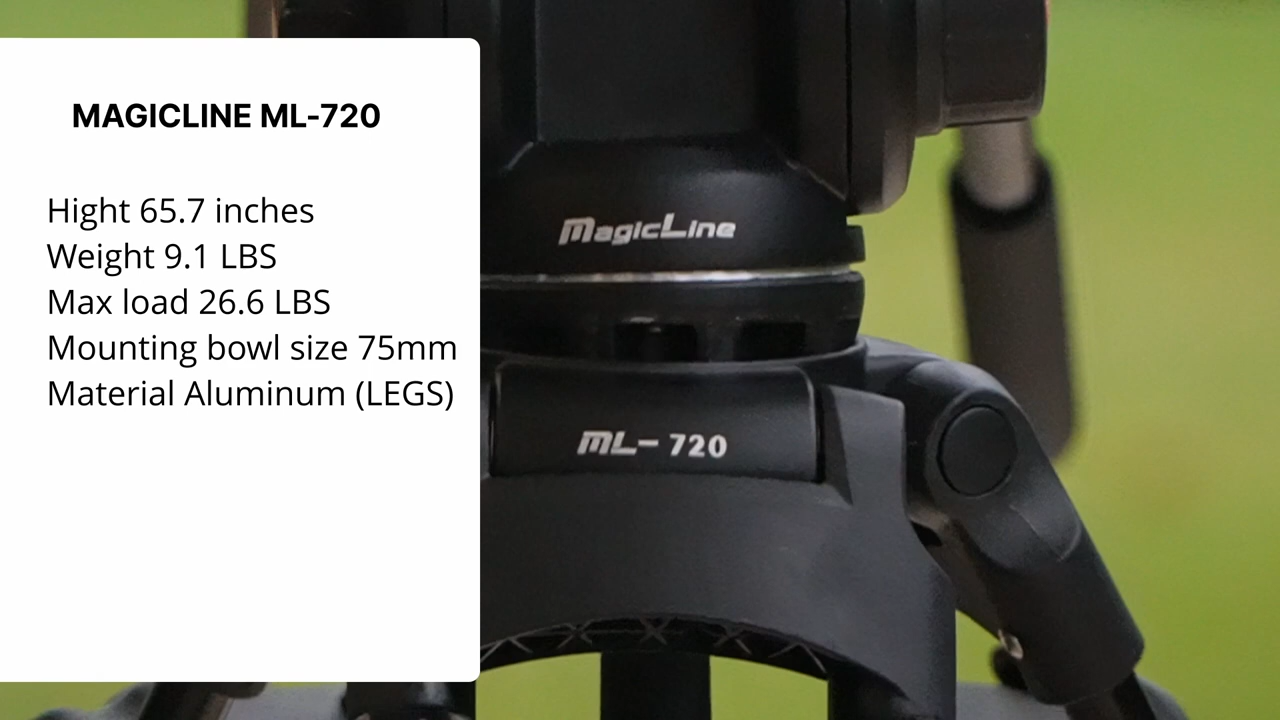 MAGICLINE ML-720
Hight 65.7 inches
Weight 9.1 LBS
Max load 26.6 LBS
Mounting bowl size 75mm
Material Aluminum (LEGS)
MagicLine
ML-720